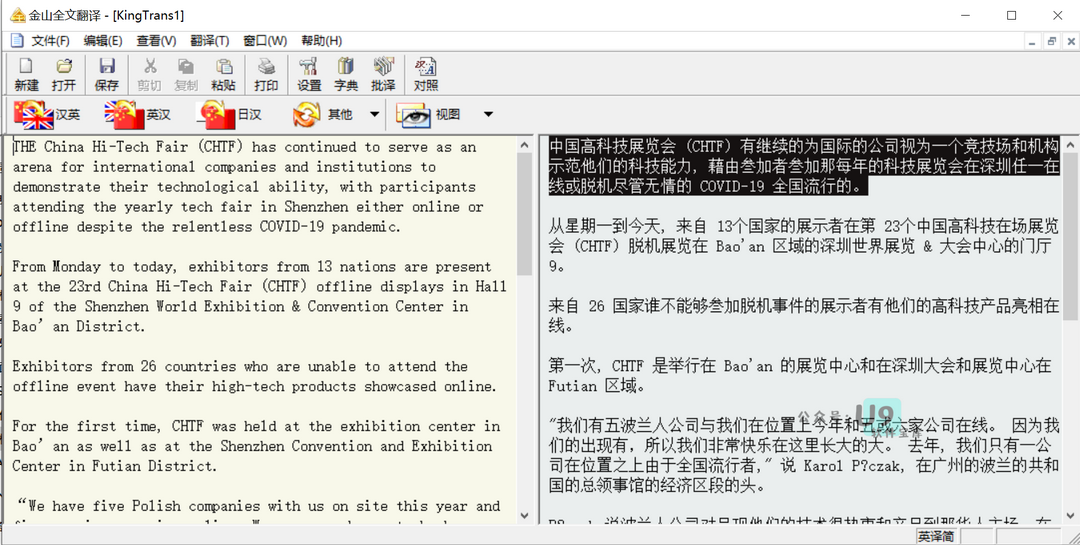 金山全文翻译 - [KingTrans1]
文件(F) 编辑(E) 查看(V) 翻译(T) 窗口(W) 帮助(H)
新建 打开 保存 剪切 复制 粘贴 打印 设置 字典 批译 对照
汉英 英汉 日汉 其他 视图
THE China Hi-Tech Fair (CHTF) has continued to serve as an
arena for international companies and institutions to
demonstrate their technological ability, with participants
attending the yearly tech fair in Shenzhen either online or
offline despite the relentless COVID-19 pandemic.
From Monday to today, exhibitors from 13 nations are present
at the 23rd China Hi-Tech Fair (CHTF) offline displays in Hall
9 of the Shenzhen World Exhibition & Convention Center in
Bao’an District.
Exhibitors from 26 countries who are unable to attend the
offline event have their high-tech products showcased online.
For the first time, CHTF was held at the exhibition center in
Bao’an as well as at the Shenzhen Convention and Exhibition
Center in Futian District.
“We have five Polish companies with us on site this year and
中国高科技展览会 (CHTF) 有继续的为国际的公司视为一个竞技场和机构
示范他们的科技能力, 藉由叁加者叁加那每年的科技展览会在深圳任一在
线或脱机尽管无情的 COVID-19 全国流行的。
从星期一到今天, 来自 13个国家的展示者在第 23个中国高科技在场展览
会 (CHTF) 脱机展览在 Bao'an 区域的深圳世界展览 & 大会中心的门厅
9。
来自 26 国家谁不能够叁加脱机事件的展示者有他们的高科技产品亮相在
线。
第一次, CHTF 是举行在 Bao'an 的展览中心和在深圳大会和展览中心在
Futian 区域。
"我们有五波兰人公司与我们在位置上今年和五或六家公司在线。 因为我
们的出现有, 所以我们非常快乐在这里长大的大。 去年, 我们只有一公
司在位置之上由于全国流行者," 说 Karol P?czak, 在广州的波兰的共和
国的总领事馆的经济区段的头。
公众号: U9
软件宝库
英译简